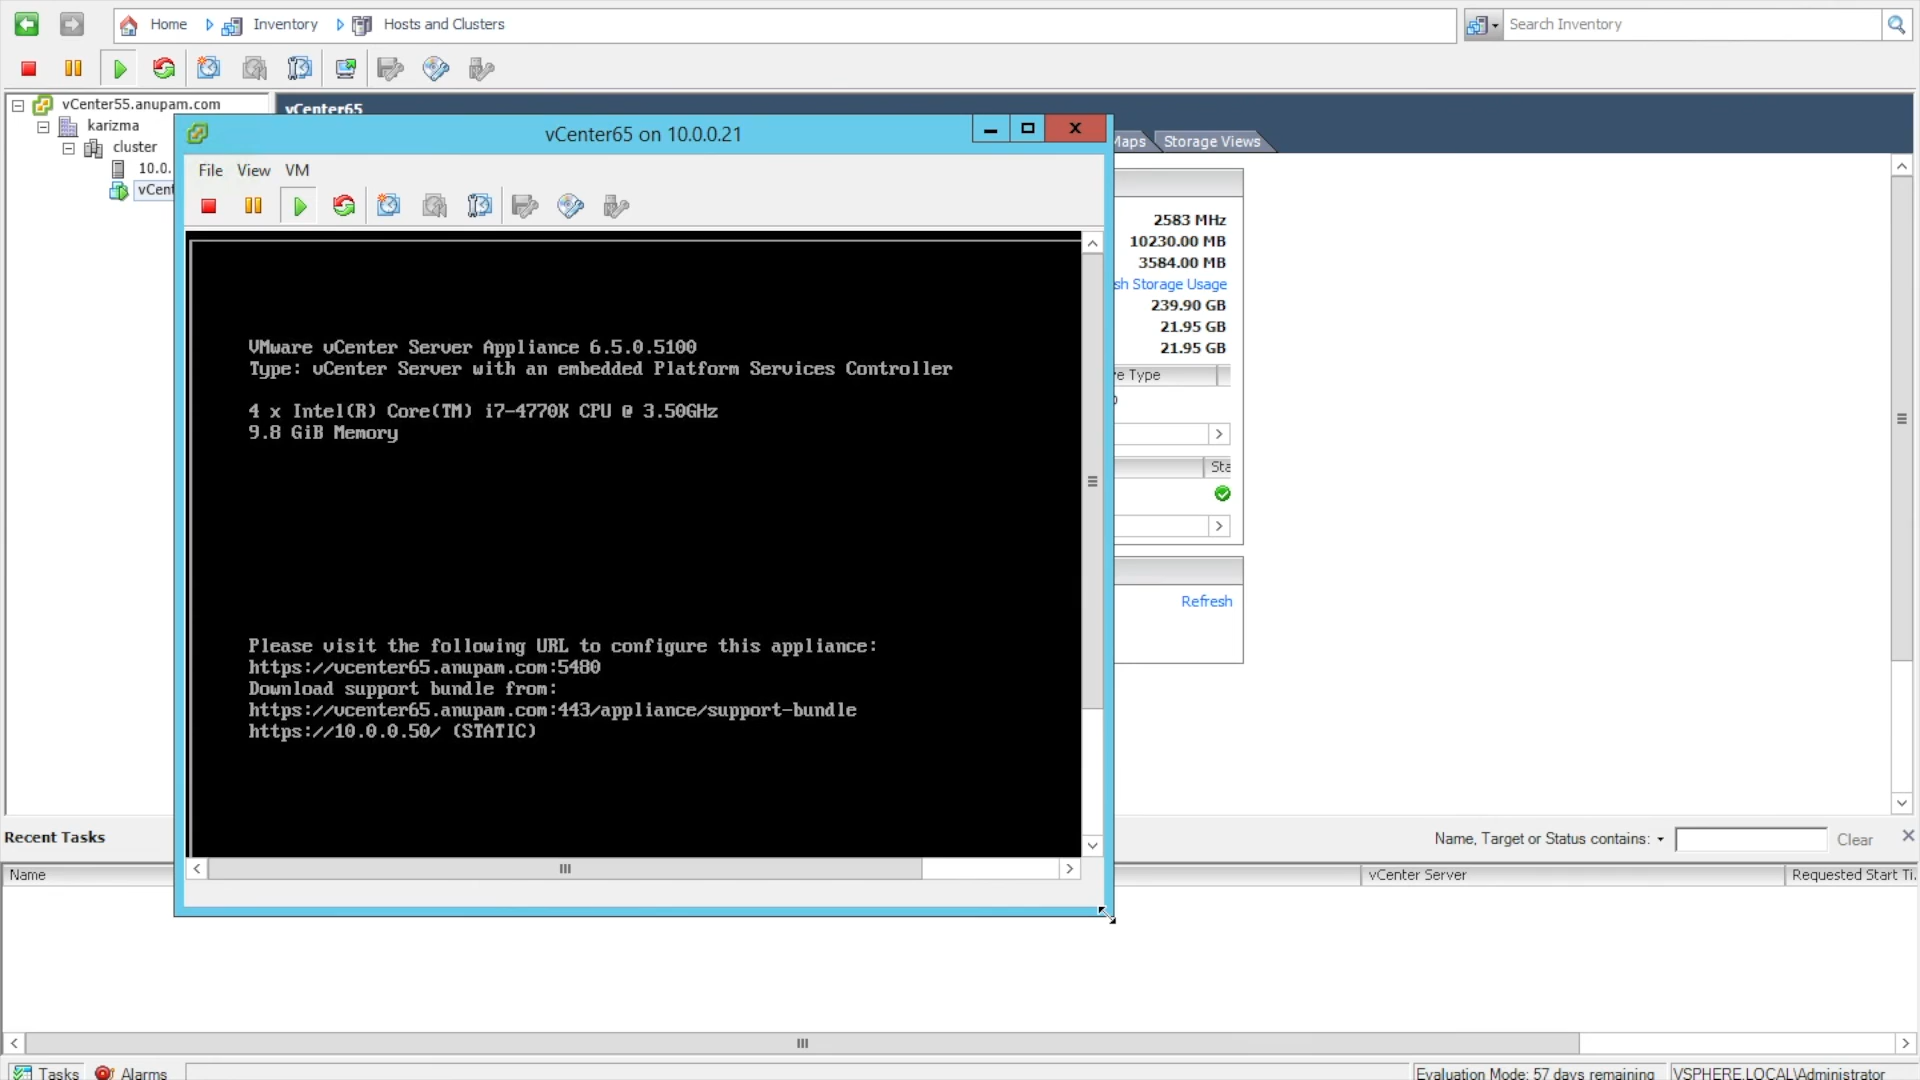 Home
Inventory
Hosts and Clusters
Search Inventory
vCenter55.anupam.com
karizma
cluster
10.0.
vCent
vCenter65
vCenter65 on 10.0.0.21
File View VM
Maps
Storage Views
2583 MHz
10230.00 MB
3584.00 MB
sh Storage Usage
239.90 GB
21.95 GB
21.95 GB
ve Type
Sta
Refresh
VMware vCenter Server Appliance 6.5.0.5100
Type: vCenter Server with an embedded Platform Services Controller
4 x Intel(R) Core(TM) i7-4770K CPU @ 3.50GHz
9.8 GiB Memory
Please visit the following URL to configure this appliance:
https://vcenter65.anupam.com:5480
Download support bundle from:
https://vcenter65.anupam.com:443/appliance/support-bundle
https://10.0.0.50/ (STATIC)
Recent Tasks
Name, Target or Status contains:
Clear
Name
vCenter Server
Requested Start Ti.
Tasks
Alarms
Evaluation Mode: 57 days remaining
VSPHERE.LOCAL\Administrator